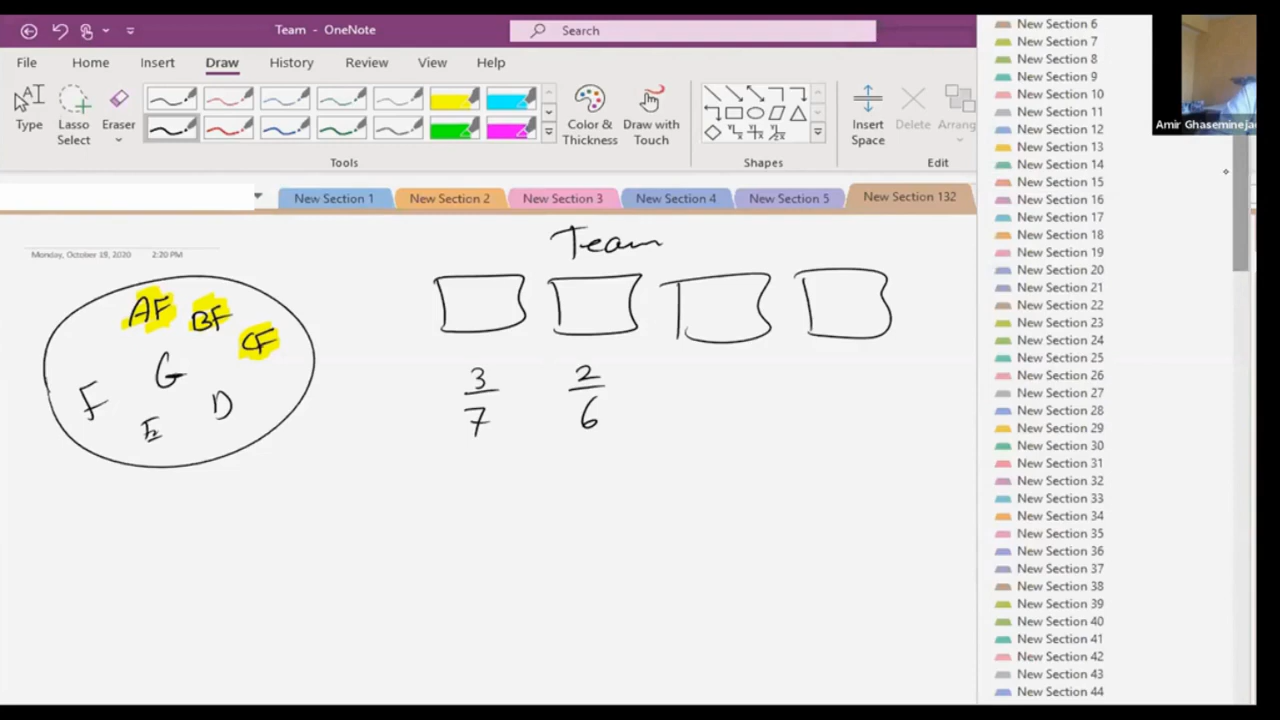 Team - OneNote
Search
File Home Insert Draw History Review View Help
Type
Lasso Select
Eraser
Color & Thickness
Draw with Touch
Insert Space
Delete
Arrang
Tools
Shapes
Edit
New Section 1
New Section 2
New Section 3
New Section 4
New Section 5
New Section 132
Monday, October 19, 2020 2:20 PM
Team
AF BF CF
G
F
D
3/7
2/6
New Section 6
New Section 7
New Section 8
New Section 9
New Section 10
New Section 11
New Section 12
New Section 13
New Section 14
New Section 15
New Section 16
New Section 17
New Section 18
New Section 19
New Section 20
New Section 21
New Section 22
New Section 23
New Section 24
New Section 25
New Section 26
New Section 27
New Section 28
New Section 29
New Section 30
New Section 31
New Section 32
New Section 33
New Section 34
New Section 35
New Section 36
New Section 37
New Section 38
New Section 39
New Section 40
New Section 41
New Section 42
New Section 43
New Section 44
Amir Ghaseminejad